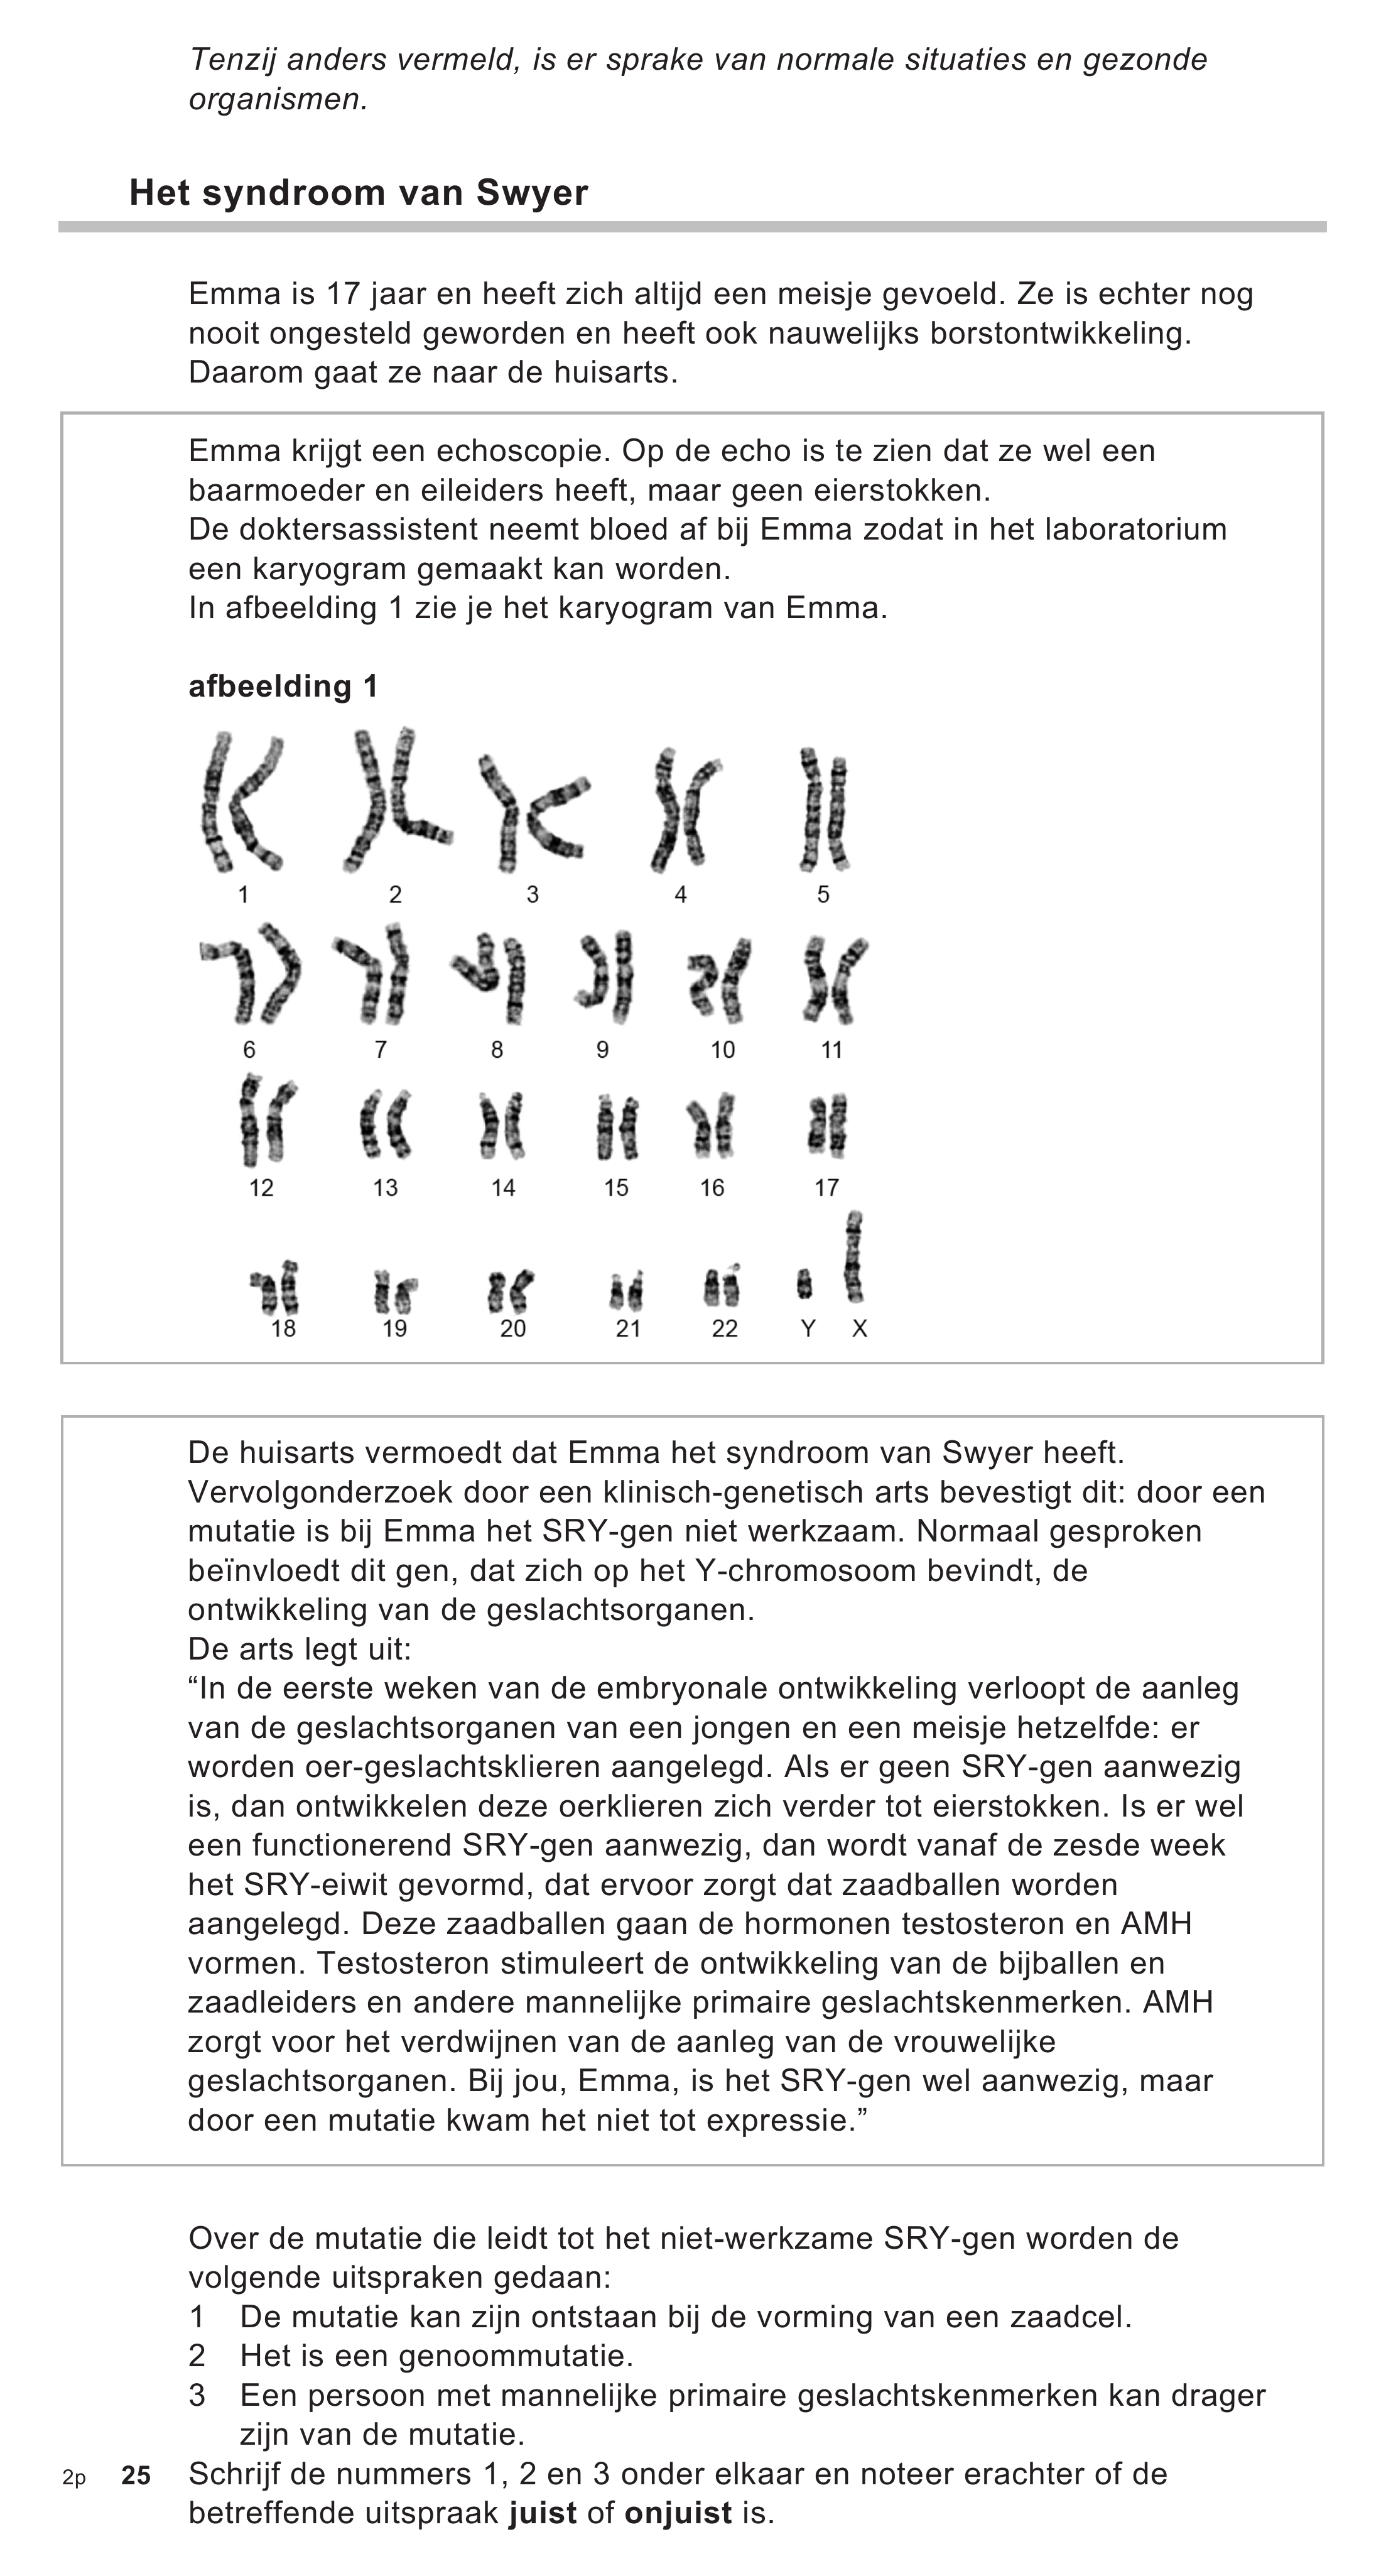 Tenzij anders vermeld, is er sprake van normale situaties en gezonde
organismen.
Het syndroom van Swyer
Emma is 17 jaar en heeft zich altijd een meisje gevoeld. Ze is echter nog
nooit ongesteld geworden en heeft ook nauwelijks borstontwikkeling.
Daarom gaat ze naar de huisarts.
Emma krijgt een echoscopie. Op de echo is te zien dat ze wel een
baarmoeder en eileiders heeft, maar geen eierstokken.
De doktersassistent neemt bloed af bij Emma zodat in het laboratorium
een karyogram gemaakt kan worden.
In afbeelding 1 zie je het karyogram van Emma.
afbeelding 1
1 2 3 4 5
6 7 8 9 10 11
12 13 14 15 16 17
18 19 20 21 22 Y X
De huisarts vermoedt dat Emma het syndroom van Swyer heeft.
Vervolgonderzoek door een klinisch-genetisch arts bevestigt dit: door een
mutatie is bij Emma het SRY-gen niet werkzaam. Normaal gesproken
beïnvloedt dit gen, dat zich op het Y-chromosoom bevindt, de
ontwikkeling van de geslachtsorganen.
De arts legt uit:
“In de eerste weken van de embryonale ontwikkeling verloopt de aanleg
van de geslachtsorganen van een jongen en een meisje hetzelfde: er
worden oer-geslachtsklieren aangelegd. Als er geen SRY-gen aanwezig
is, dan ontwikkelen deze oerklieren zich verder tot eierstokken. Is er wel
een functionerend SRY-gen aanwezig, dan wordt vanaf de zesde week
het SRY-eiwit gevormd, dat ervoor zorgt dat zaadballen worden
aangelegd. Deze zaadballen gaan de hormonen testosteron en AMH
vormen. Testosteron stimuleert de ontwikkeling van de bijballen en
zaadleiders en andere mannelijke primaire geslachtskenmerken. AMH
zorgt voor het verdwijnen van de aanleg van de vrouwelijke
geslachtsorganen. Bij jou, Emma, is het SRY-gen wel aanwezig, maar
door een mutatie kwam het niet tot expressie.”
Over de mutatie die leidt tot het niet-werkzame SRY-gen worden de
volgende uitspraken gedaan:
1 De mutatie kan zijn ontstaan bij de vorming van een zaadcel.
2 Het is een genoommutatie.
3 Een persoon met mannelijke primaire geslachtskenmerken kan drager
zijn van de mutatie.
2p 25 Schrijf de nummers 1, 2 en 3 onder elkaar en noteer erachter of de
betreffende uitspraak juist of onjuist is.